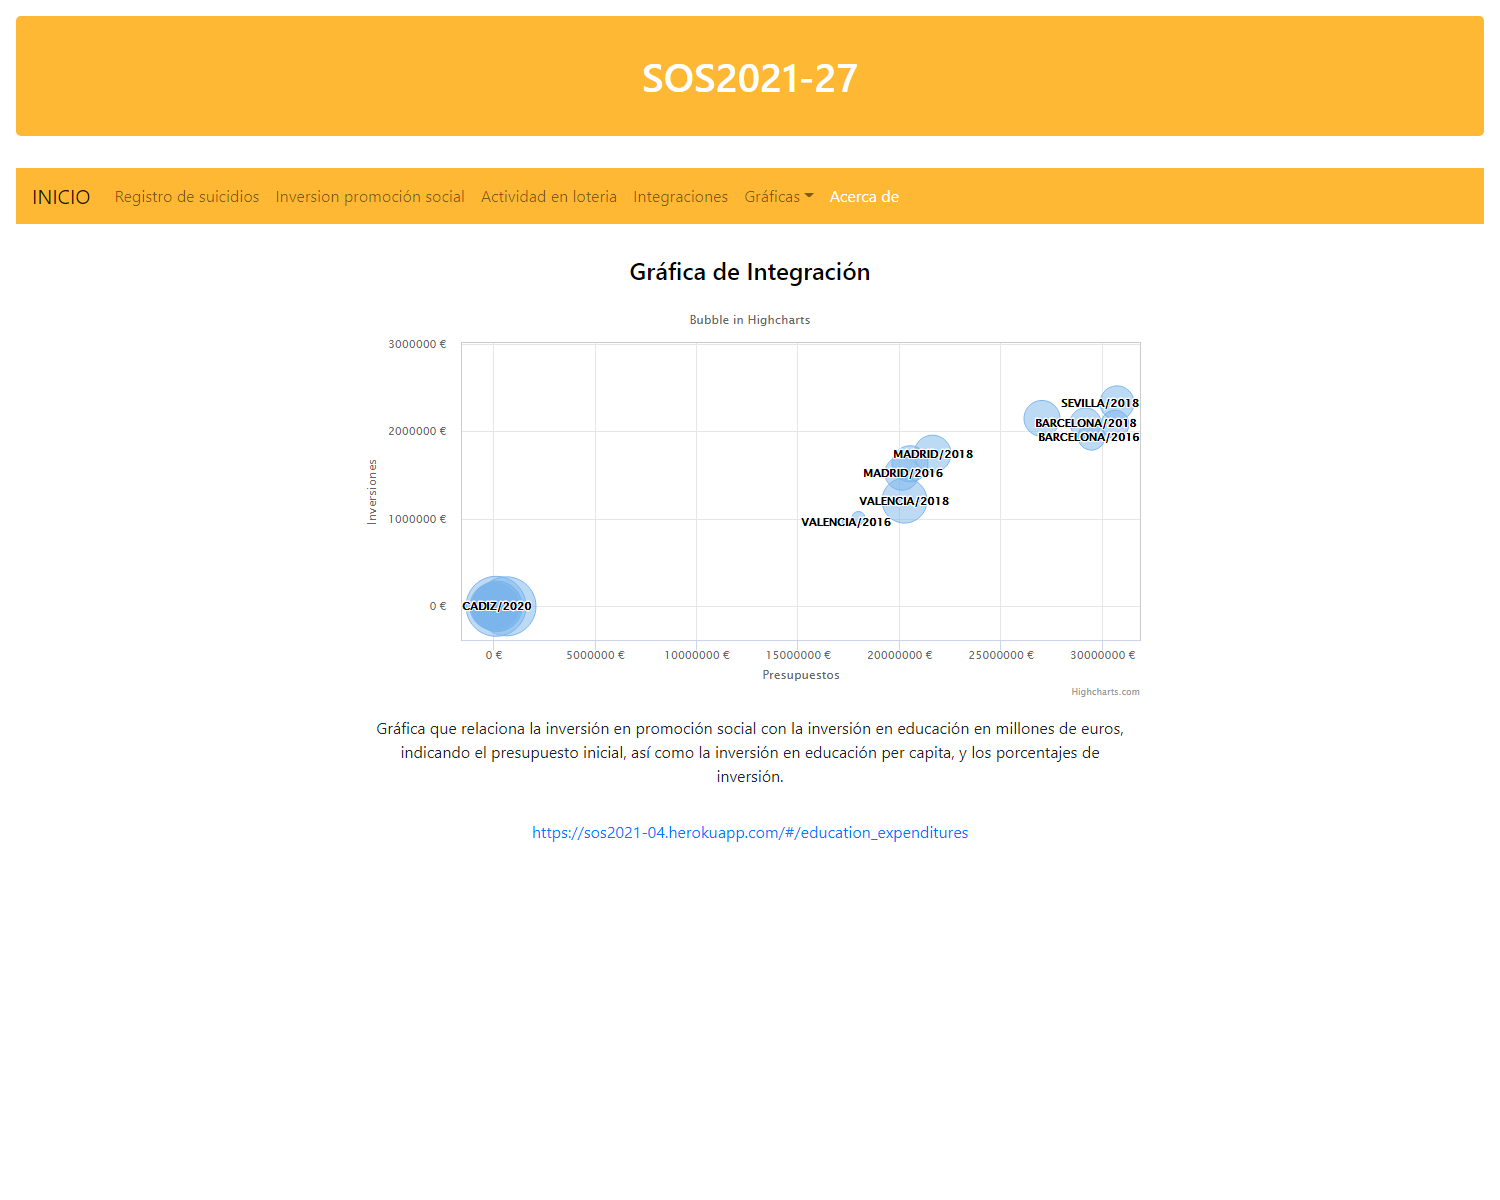 SOS2021-27
INICIO Registro de suicidios Inversion promoción social Actividad en loteria Integraciones Gráficas Acerca de
Gráfica de Integración
Bubble in Highcharts
3000000 €
2000000 €
1000000 €
0 €
Inversiones
SEVILLA/2018
BARCELONA/2018
BARCELONA/2016
MADRID/2018
MADRID/2016
VALENCIA/2018
VALENCIA/2016
CADIZ/2020
0 € 5000000 € 10000000 € 15000000 € 20000000 € 25000000 € 30000000 €
Presupuestos
Highcharts.com
Gráfica que relaciona la inversión en promoción social con la inversión en educación en millones de euros,
indicando el presupuesto inicial, así como la inversión en educación per capita, y los porcentajes de
inversión.
https://sos2021-04.herokuapp.com/#/education_expenditures